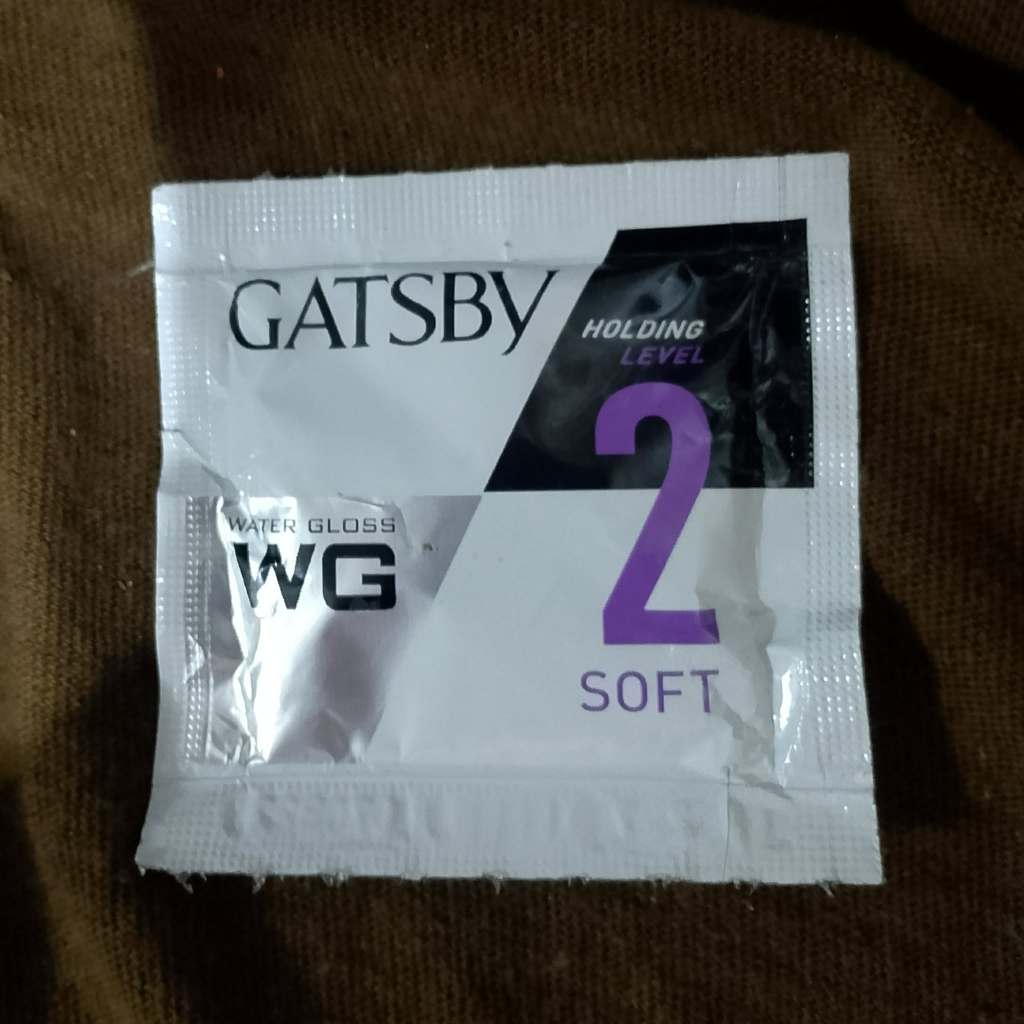 GATSBY
HOLDING
LEVEL
2
SOFT
WATER GLOSS
WG